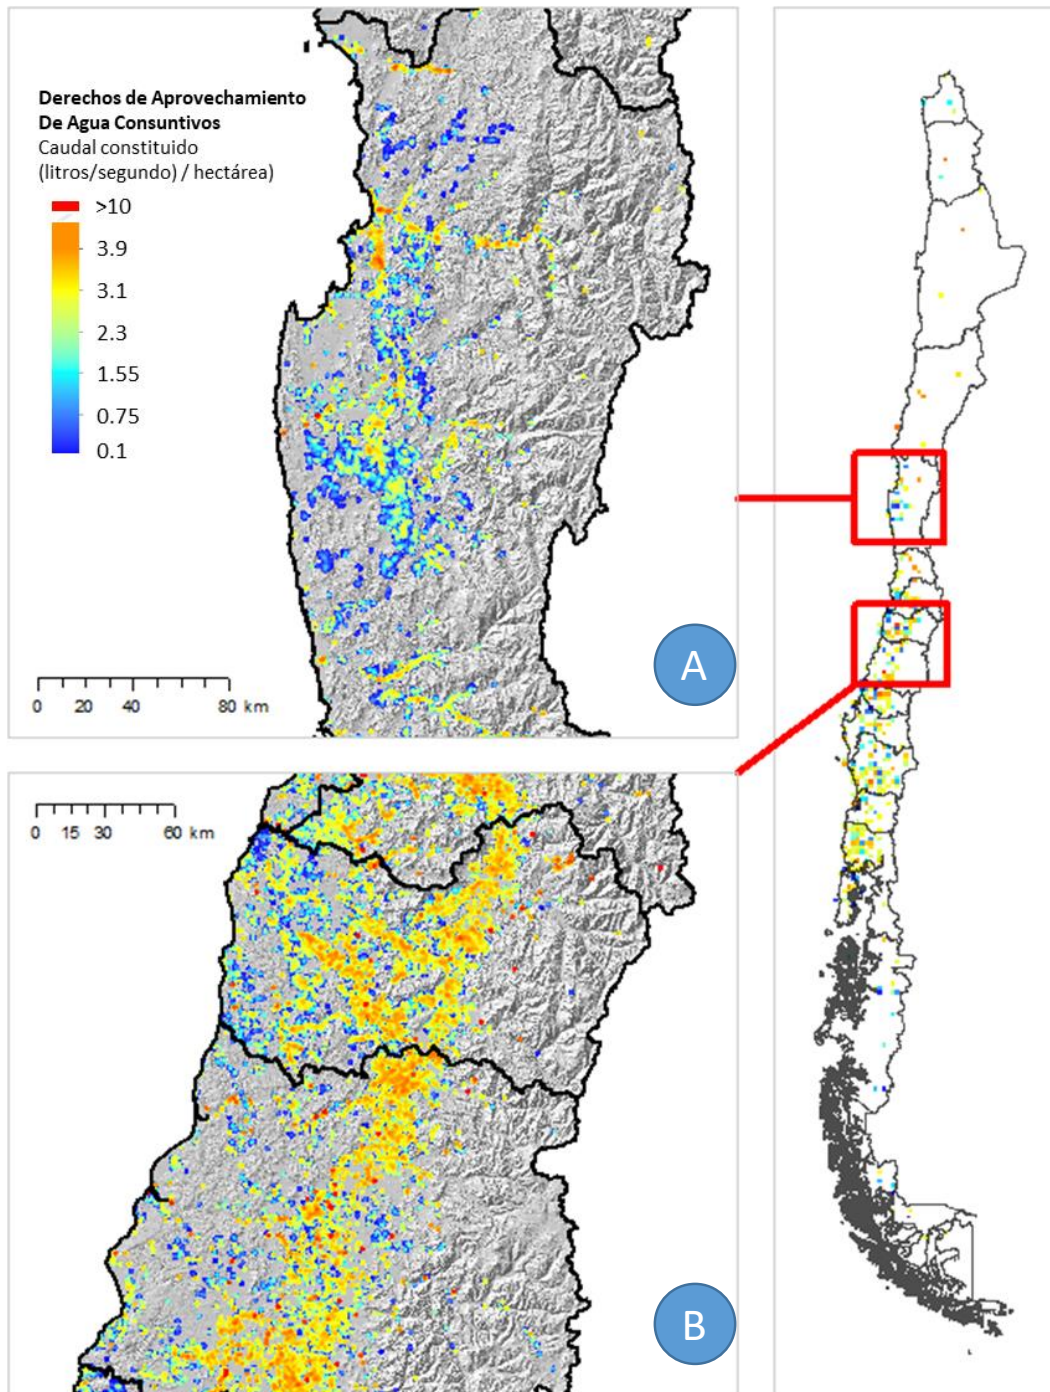 Derechos de Aprovechamiento
De Agua Consuntivos
Caudal constituido
(litros/segundo) / hectárea)
>10
3.9
3.1
2.3
1.55
0.75
0.1
0 20 40 80 km
A
0 15 30 60 km
B